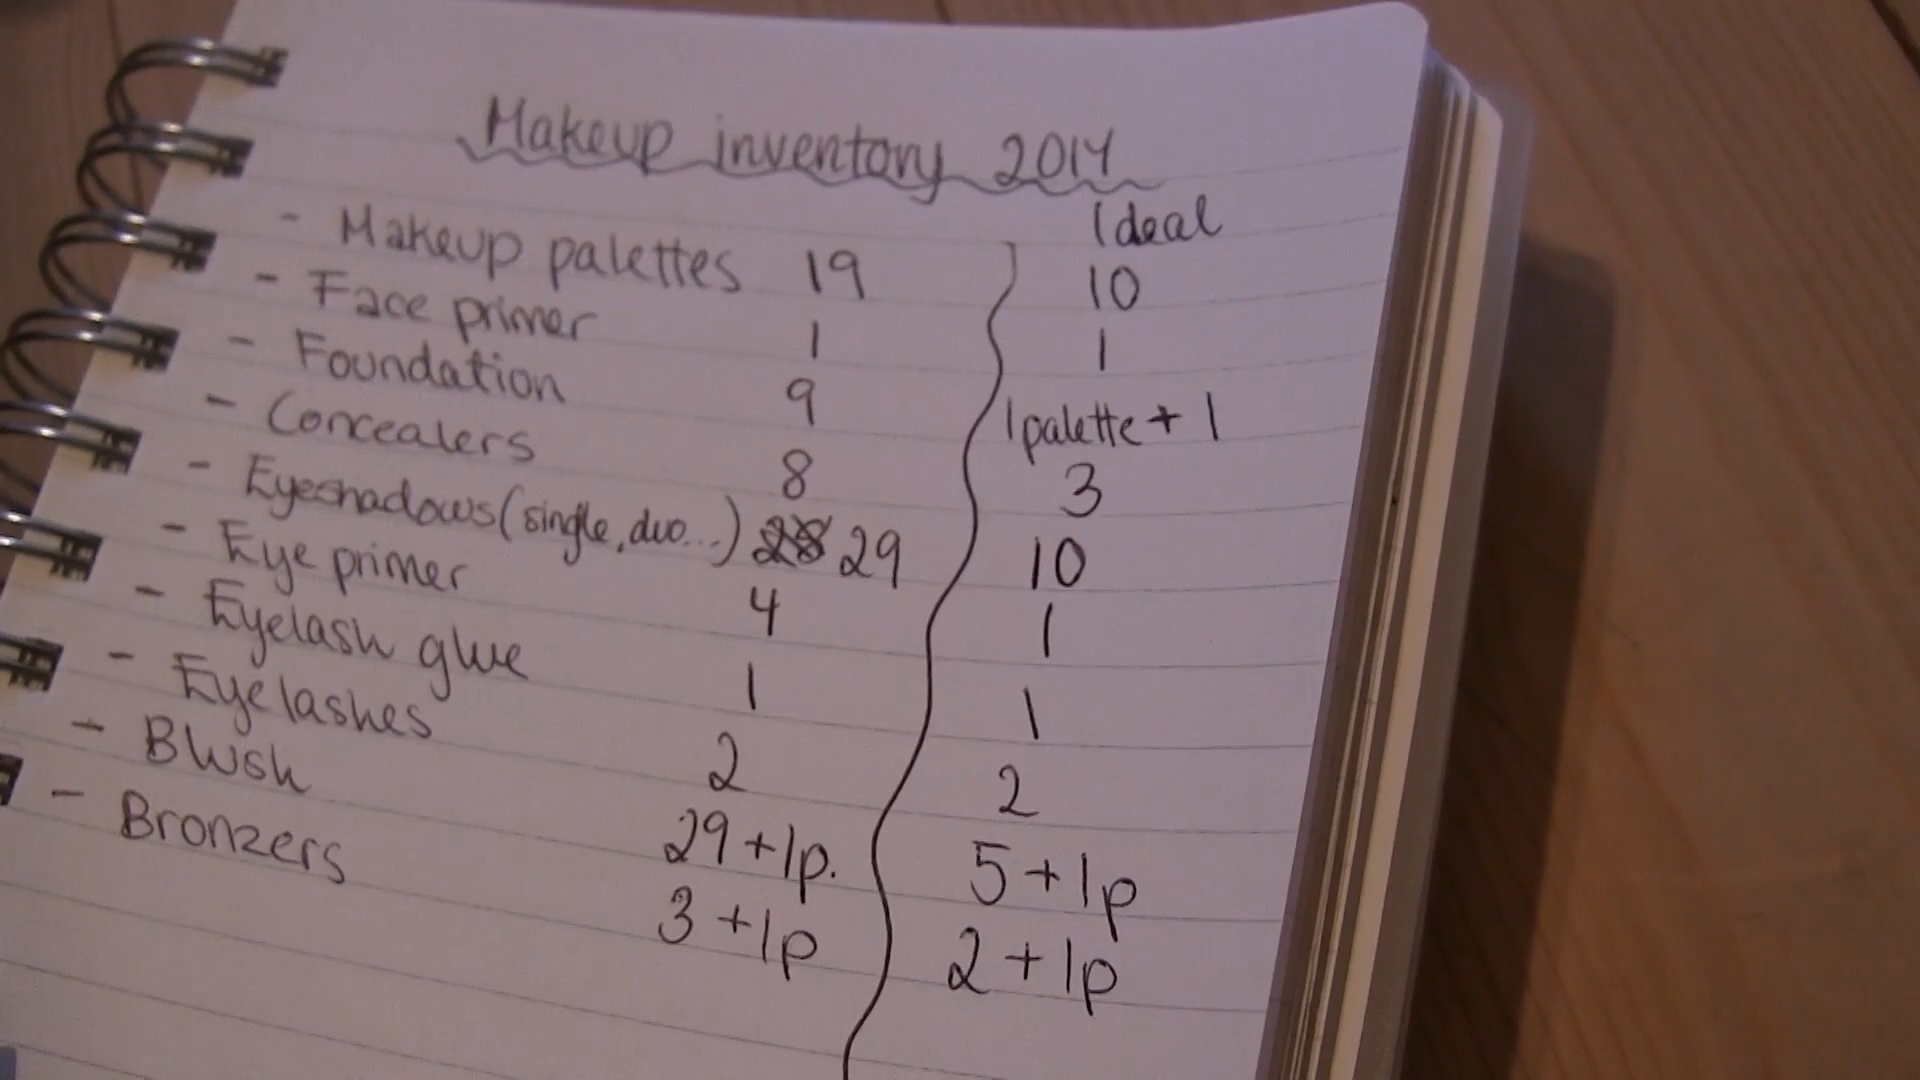 Makeup inventory 2014
Ideal
- Makeup palettes 19 10
- Face primer 1 1
- Foundation 9 1 palette + 1
- Concealers 8 3
- Eyeshadows (single, duo...) 28 29 10
- Eye primer 4 1
- Eyelash glue 1 1
- Eyelashes 2 2
- Blush 29 + 1p. 5 + 1p
- Bronzers 3 + 1p 2 + 1p